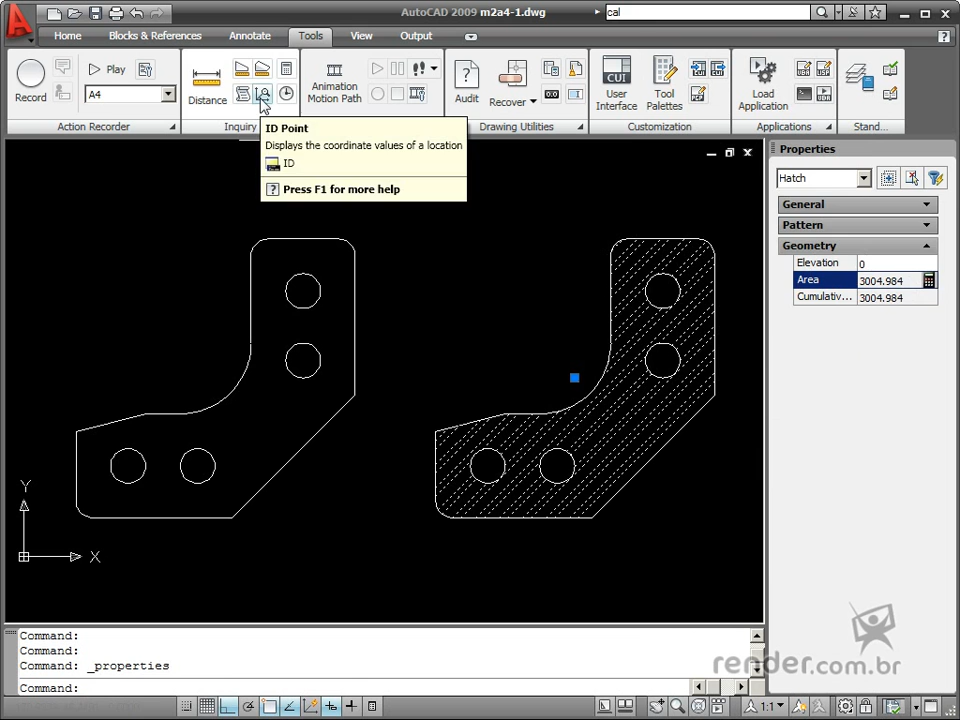 AutoCAD 2009 m2a4-1.dwg
cal
Home
Blocks & References
Annotate
Tools
View
Output
Record
Play
A4
Action Recorder
Distance
Inquiry
Animation
Motion Path
Audit
Recover
Drawing Utilities
CUI
User
Interface
Tool
Palettes
Customization
Load
Application
Applications
Stand...
ID Point
Displays the coordinate values of a location
ID
Press F1 for more help
Properties
Hatch
General
Pattern
Geometry
Elevation 0
Area 3004.984
Cumulativ... 3004.984
Y
X
Command:
Command:
Command: _properties
Command:
render.com.br
1:1